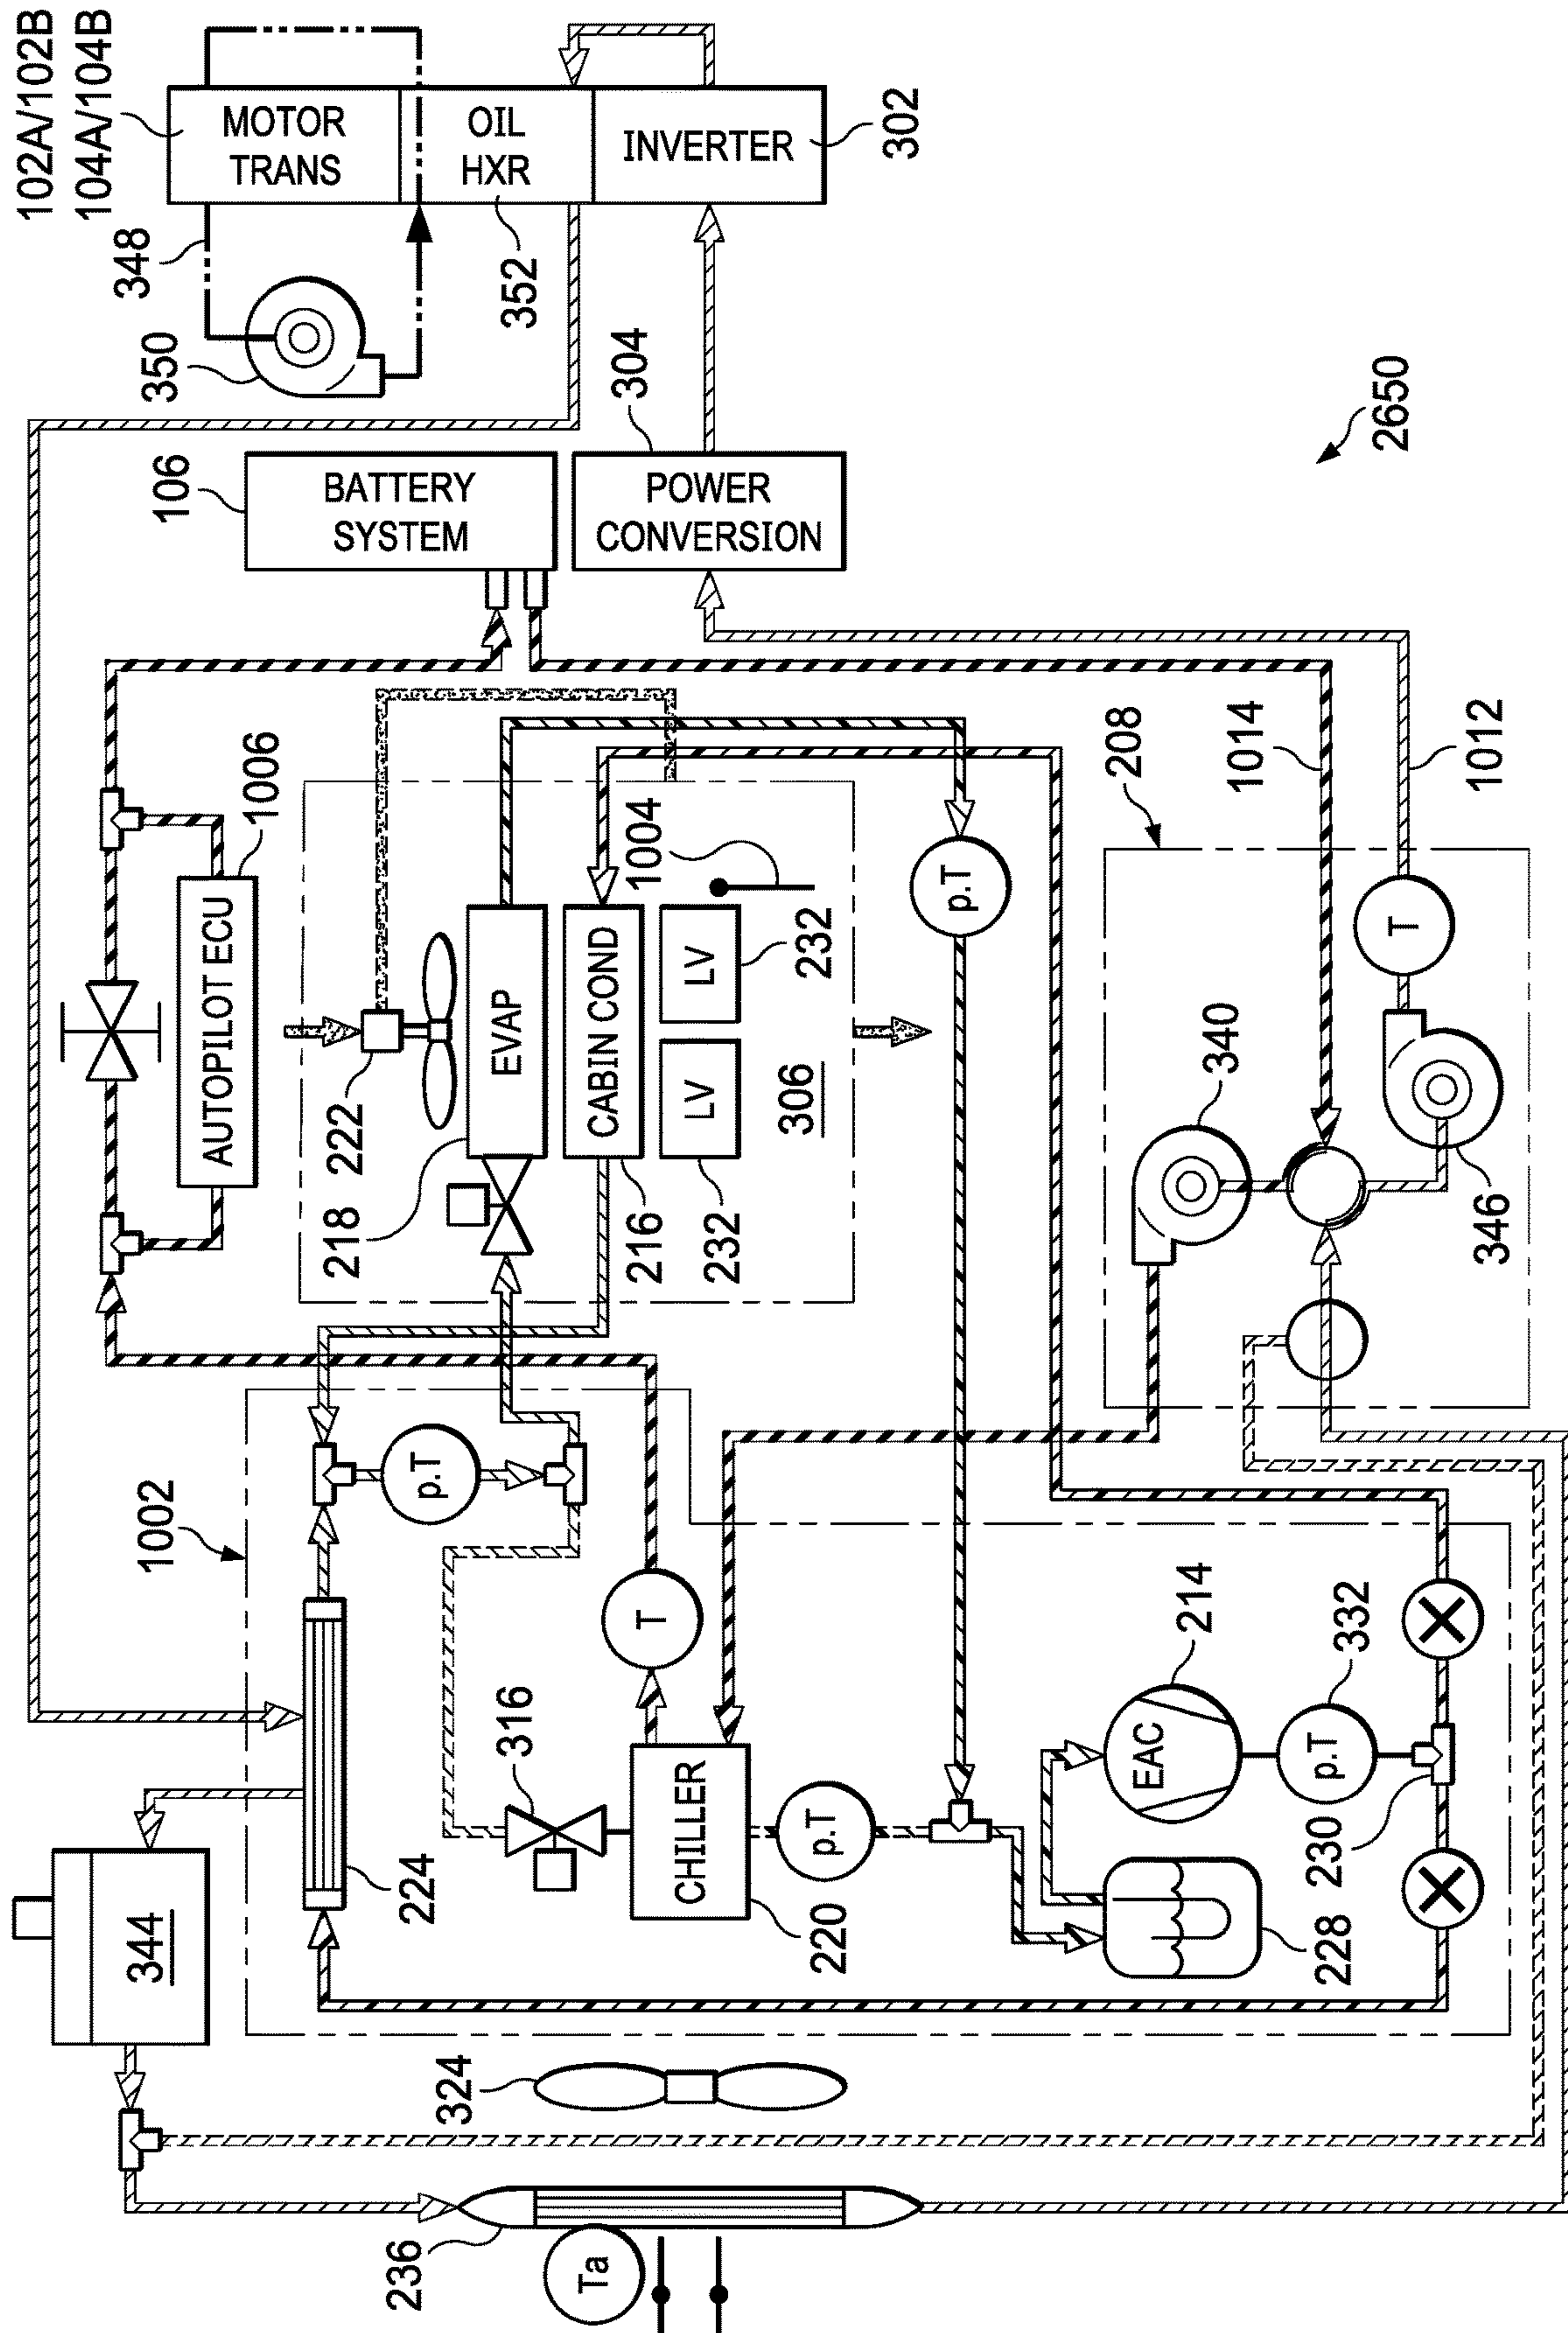 102A/102B
104A/104B
MOTOR
TRANS
OIL
HXR
INVERTER
302
348
350
352
304
106
BATTERY
SYSTEM
POWER
CONVERSION
2650
1006
AUTOPILOT ECU
222
EVAP
218
CABIN COND
216
LV
232
LV
232
306
1004
p.T
208
1014
1012
T
340
346
1002
p.T
T
316
224
344
CHILLER
220
p.T
EAC
214
p.T
332
230
228
324
236
Ta